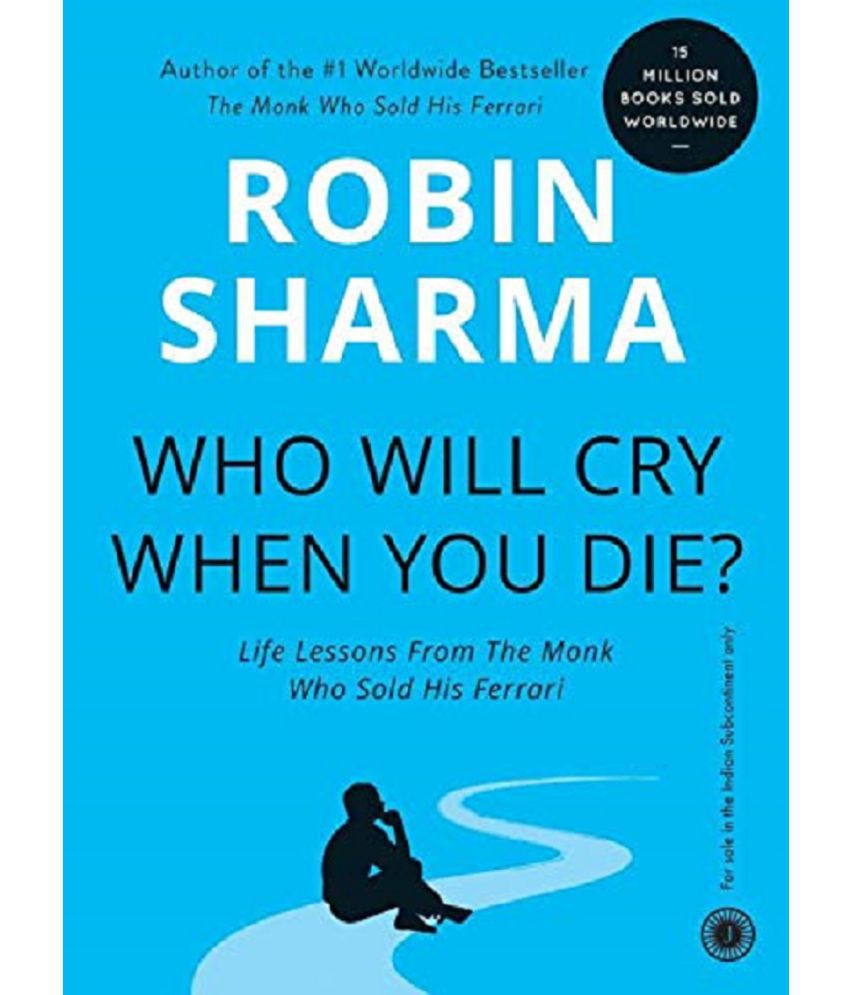 Author of the #1 Worldwide Bestseller
The Monk Who Sold His Ferrari
15
MILLION
BOOKS SOLD
WORLDWIDE
ROBIN
SHARMA
WHO WILL CRY
WHEN YOU DIE?
Life Lessons From The Monk
Who Sold His Ferrari
For sale in the Indian Subcontinent only
J